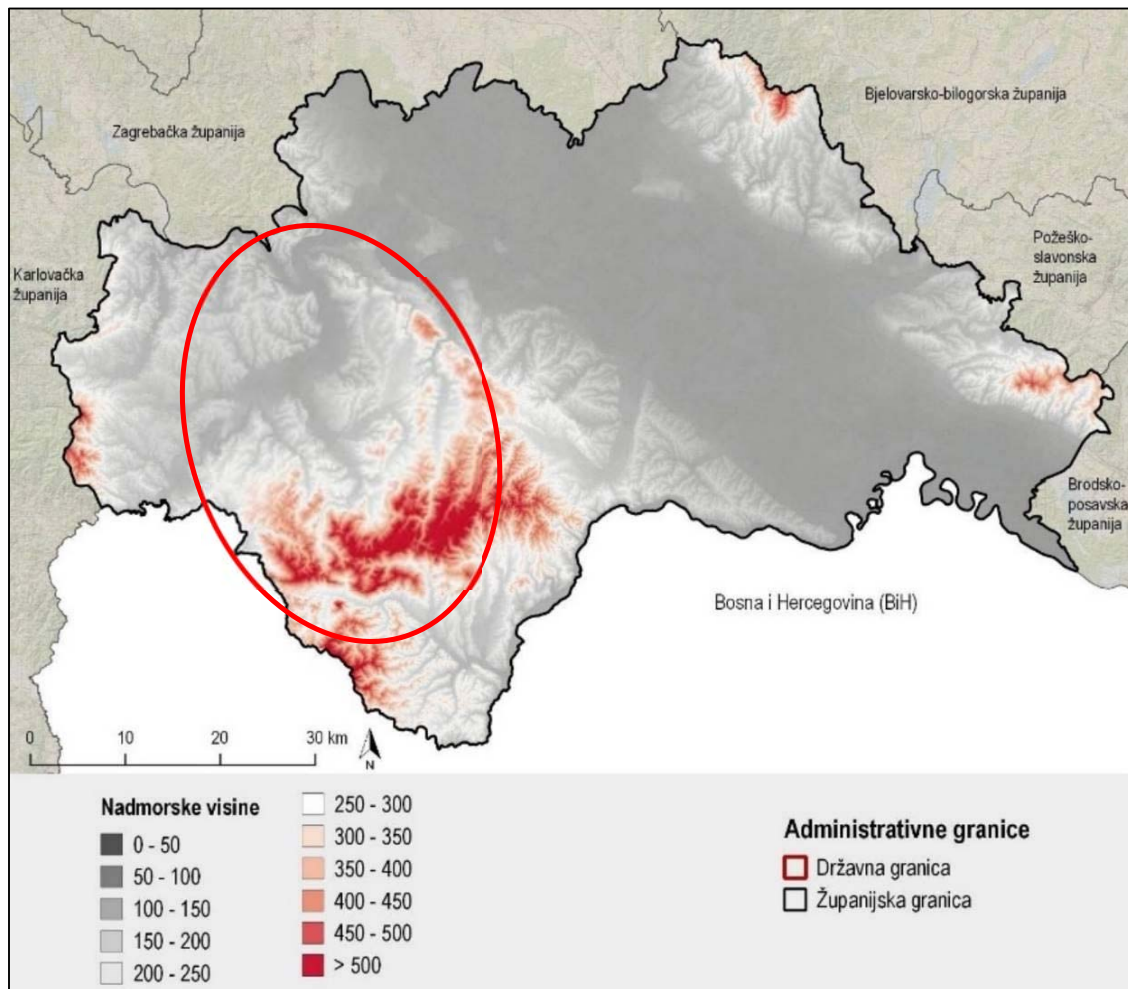 Bjelovarsko-bilogorska županija
Zagrebačka županija
Požeško-
slavonska
županija
Karlovačka
županija
Brodsko-
posavska
županija
Bosna i Hercegovina (BiH)
0 10 20 30 km
N
Nadmorske visine
0 - 50
50 - 100
100 - 150
150 - 200
200 - 250
250 - 300
300 - 350
350 - 400
400 - 450
450 - 500
> 500
Administrativne granice
Državna granica
Županijska granica